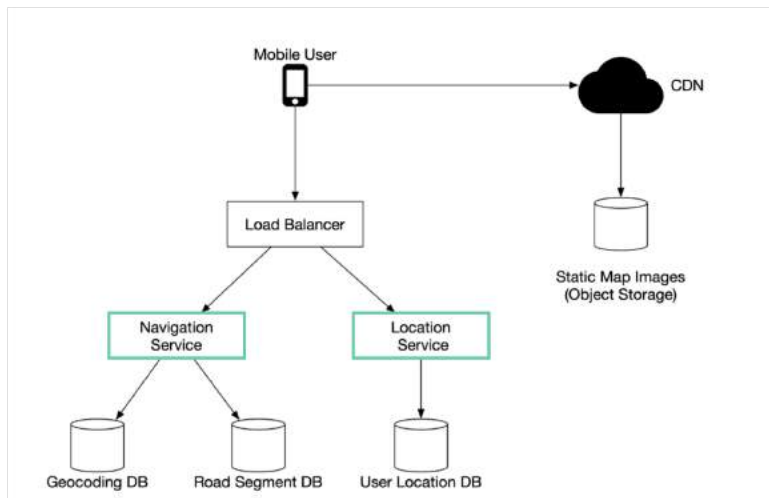 Mobile User
CDN
Load Balancer
Static Map Images
(Object Storage)
Navigation
Service
Location
Service
Geocoding DB
Road Segment DB
User Location DB